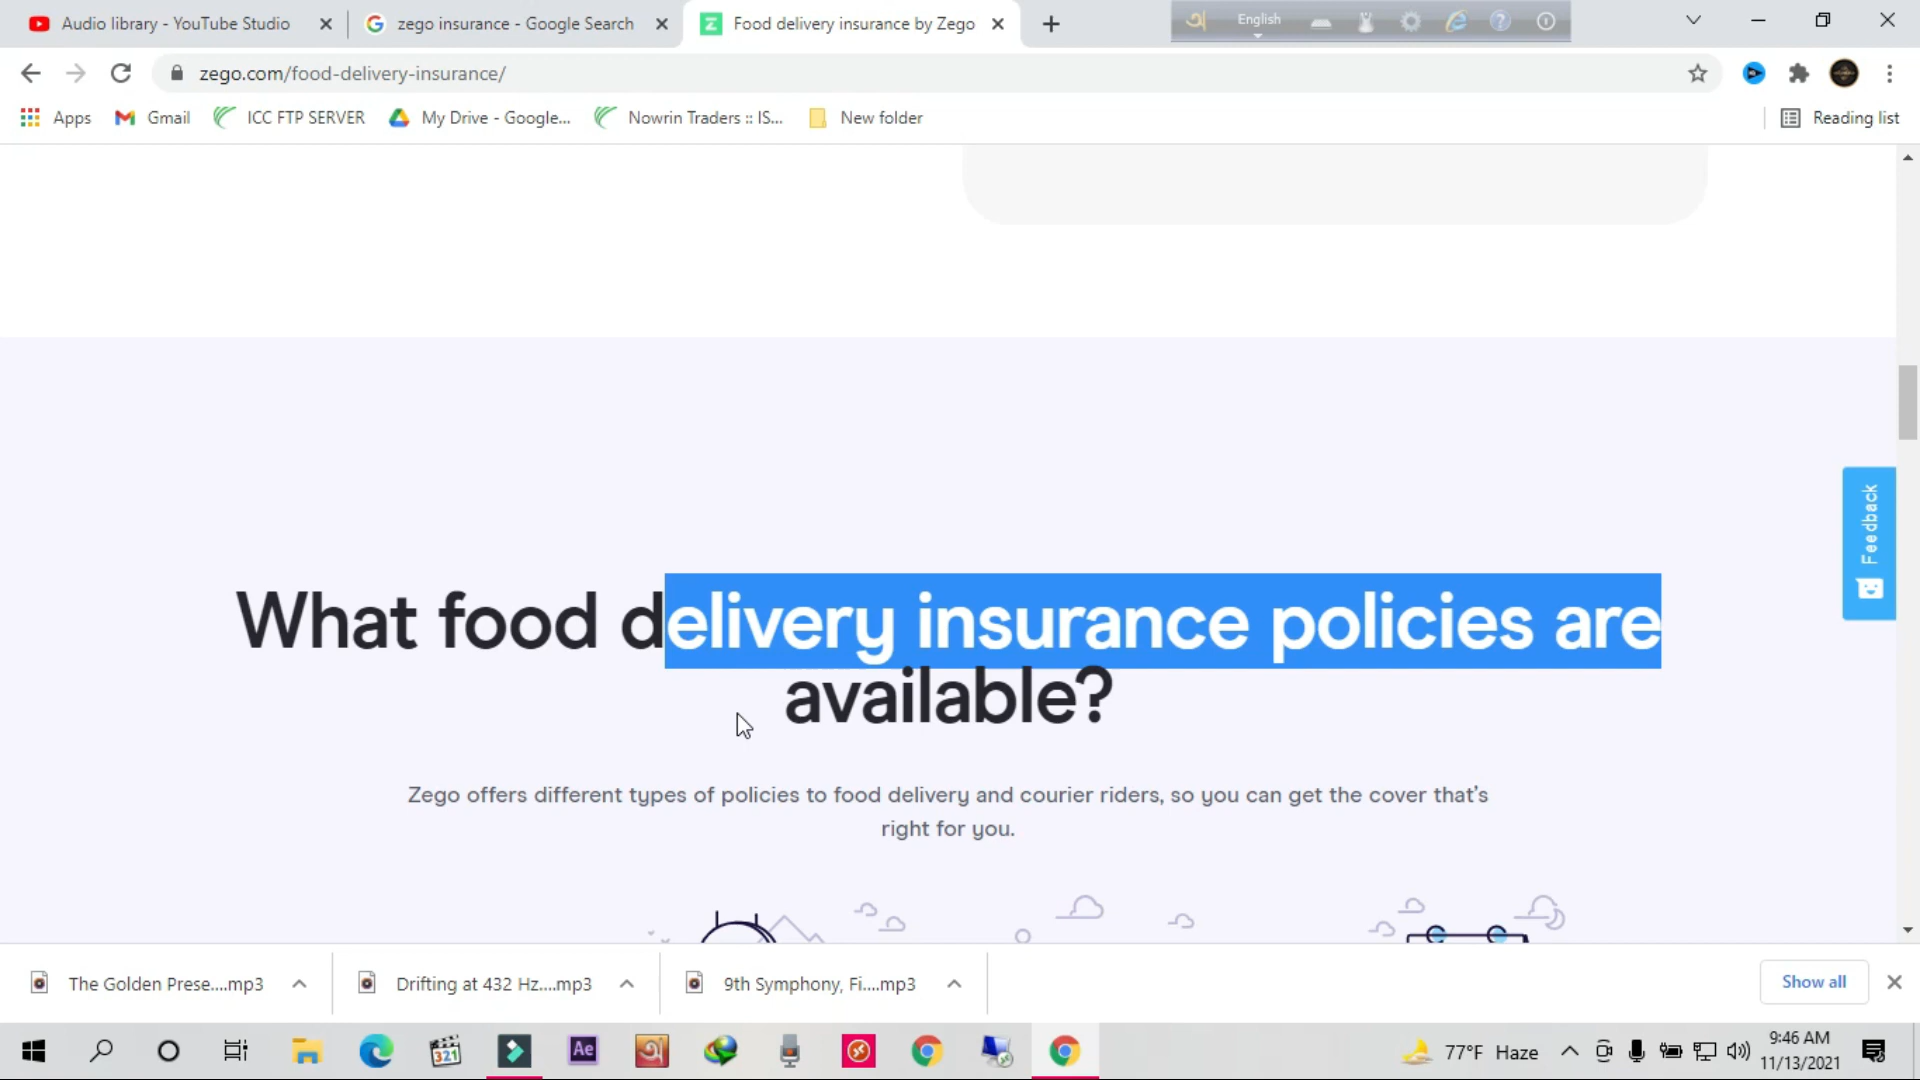 Audio library - YouTube Studio
zego insurance - Google Search
Food delivery insurance by Zego
অ
English
zego.com/food-delivery-insurance/
Apps
Gmail
ICC FTP SERVER
My Drive - Google...
Nowrin Traders :: IS...
New folder
Reading list
Feedback
What food delivery insurance policies are
available?
Zego offers different types of policies to food delivery and courier riders, so you can get the cover that's
right for you.
The Golden Prese....mp3
Drifting at 432 Hz....mp3
9th Symphony, Fi....mp3
Show all
321
Ae
অ
77°F Haze
9:46 AM
11/13/2021